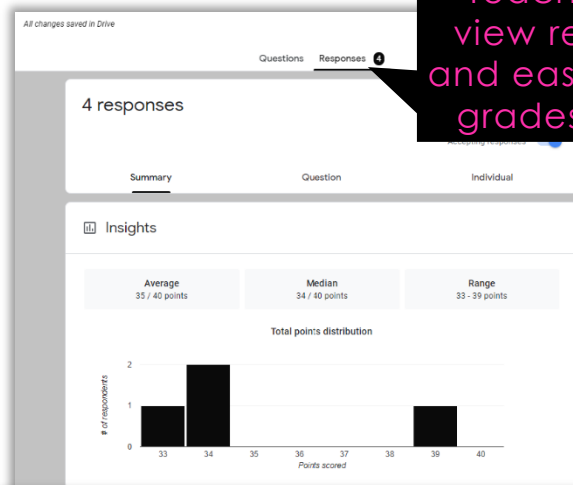 All changes saved in Drive
view
and
grades
Questions Responses 4
4 responses
Accepting responses
Summary Question Individual
Insights
Average Median Range
35 / 40 points 34 / 40 points 33 - 39 points
Total points distribution
2
1
0
# of respondents
33 34 35 36 37 38 39 40
Points scored